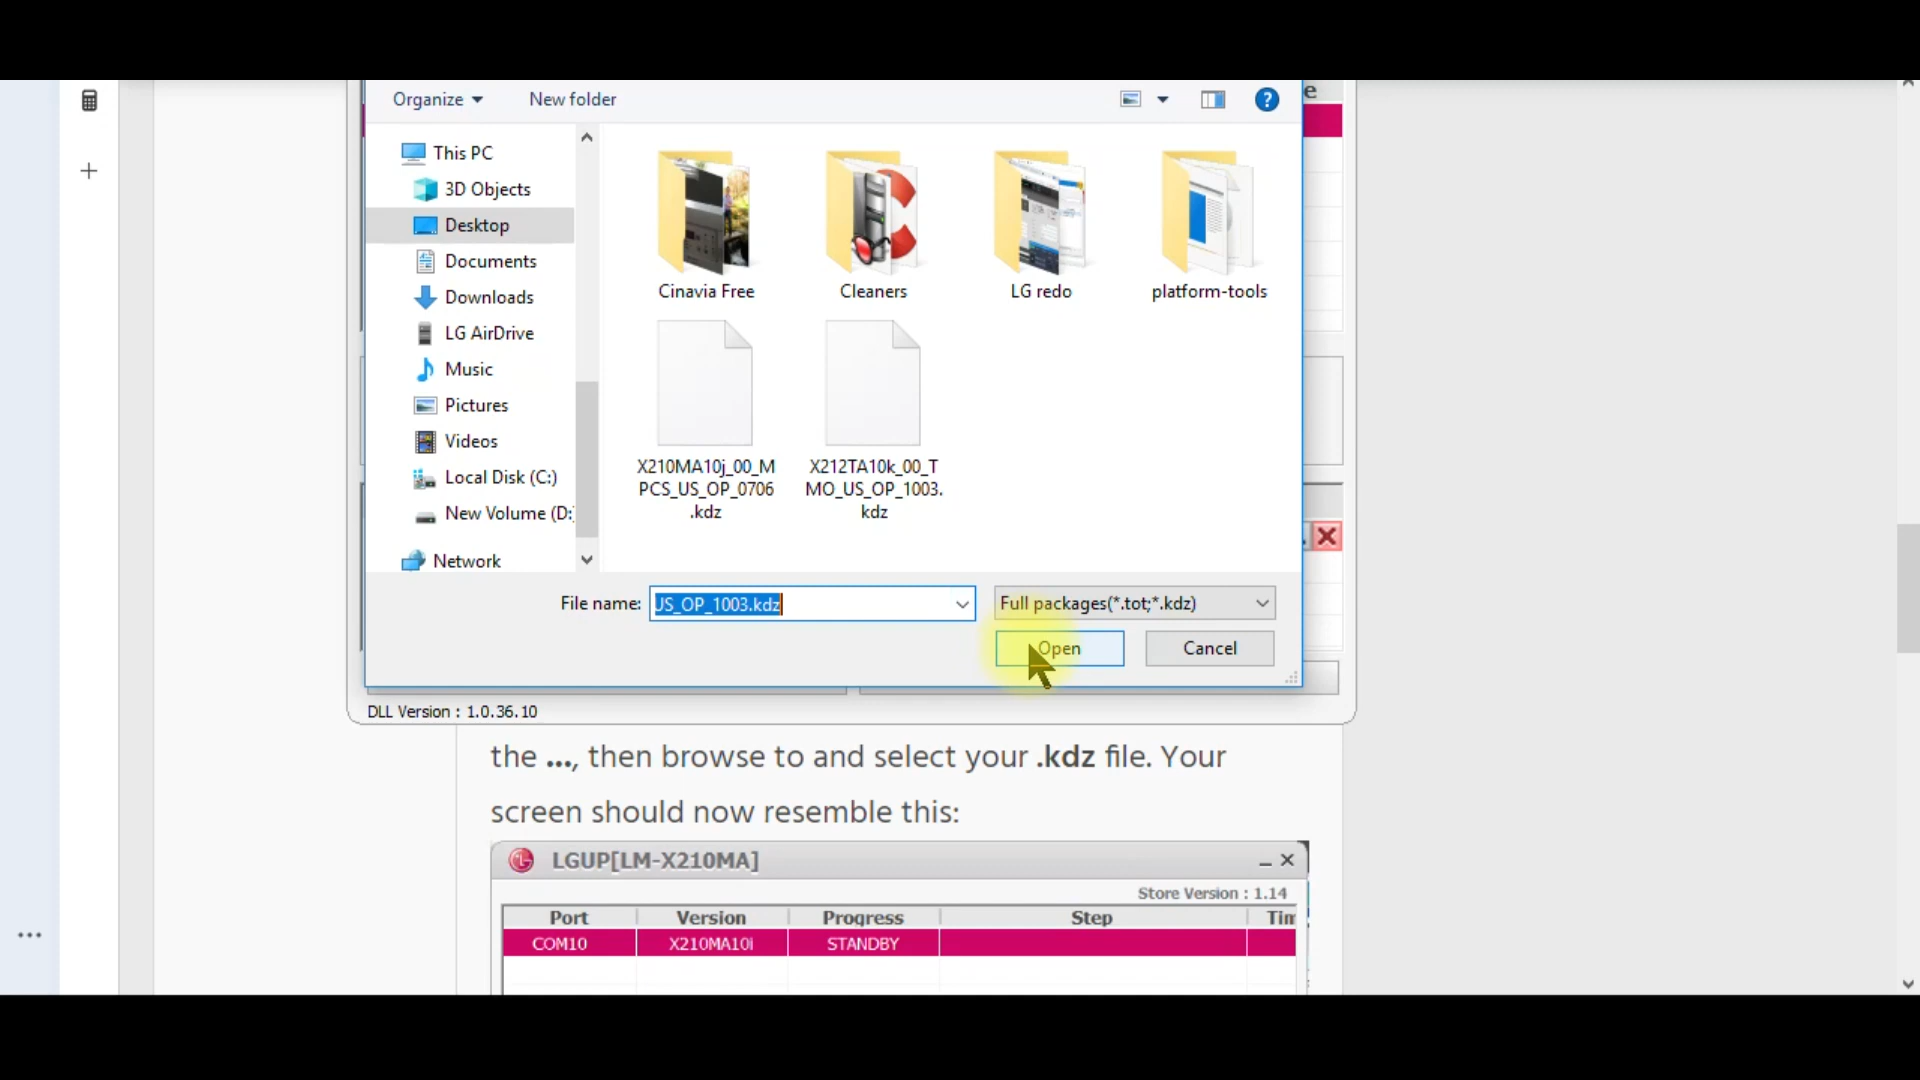 Organize
New folder
e
This PC
3D Objects
Desktop
Documents
Downloads
LG AirDrive
Music
Pictures
Videos
Local Disk (C:)
New Volume (D:
Network
Cinavia Free
Cleaners
LG redo
platform-tools
X210MA10j_00_M
PCS_US_OP_0706
.kdz
X212TA10k_00_T
MO_US_OP_1003.
kdz
File name:
US_OP_1003.kdz
Full packages(*.tot;*.kdz)
Open
Cancel
DLL Version : 1.0.36.10
the ..., then browse to and select your .kdz file. Your
screen should now resemble this:
LGUP[LM-X210MA]
Store Version : 1.14
Port Version Progress Step Tim
COM10 X210MA10i STANDBY